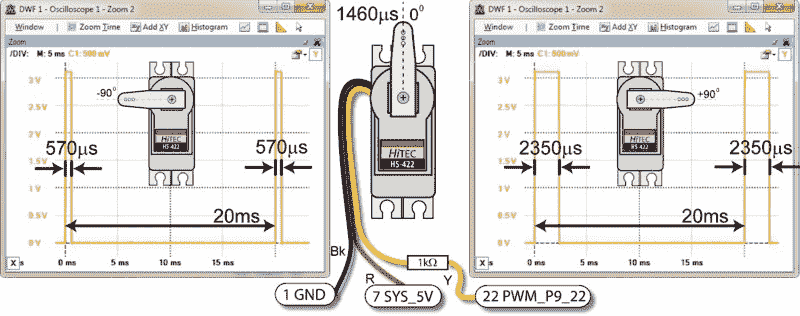 DWF 1 - Oscilloscope 1 - Zoom 2
Window Zoom Time Add XY Histogram
Zoom
/DIV: M: 5 ms C1: 500 mV
3 V
2.5 V
2 V
1.5 V
1 V
0.5 V
0 V
-90°
HiTEC
HS-422
570µs
570µs
20ms
X 0 ms 5 ms 10 ms 15 ms
1460µs 0°
HiTEC
HS-422
Bk
R
1kΩ
Y
1 GND
7 SYS_5V
22 PWM_P9_22
DWF 1 - Oscilloscope 1 - Zoom 2
Window Zoom Time Add XY Histogram
Zoom
/DIV: M: 5 ms C1: 500mV
3 V
2.5 V
2 V
1.5 V
1 V
0.5 V
0 V
+90°
HiTEC
HS-422
2350µs
2350µs
20ms
X 0 ms 5 ms 10 ms 15 ms